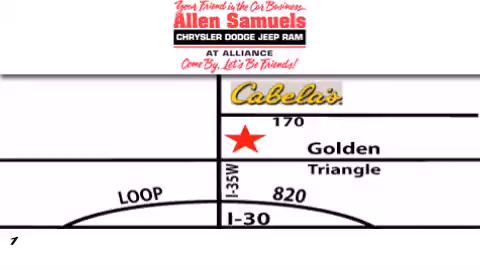 Your Friend in the Car Business...
Allen Samuels
CHRYSLER DODGE JEEP RAM
AT ALLIANCE
Come By, Let's Be Friends!
Cabela's
170
Golden
Triangle
I-35W
LOOP 820
I-30
1